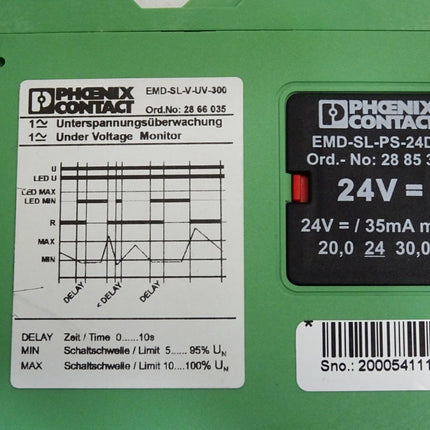 PHŒNIX
CONTACT
EMD-SL-V-UV-300
Ord.No: 28 66 035
1≃ Unterspannungsüberwachung
1≃ Under Voltage Monitor
U
LED U
LED MAX
LED MIN
R
MAX
MIN
DELAY
< DELAY
DELAY
DELAY Zeit / Time 0......10s
MIN Schaltschwelle / Limit 5...... 95% UN
MAX Schaltschwelle / Limit 10....100% UN
PHŒNIX
CONTACT
EMD-SL-PS-24D
Ord.- No: 28 85 3
24V =
24V = / 35mA m
20,0 24 30,0
*
Sno.: 200054111